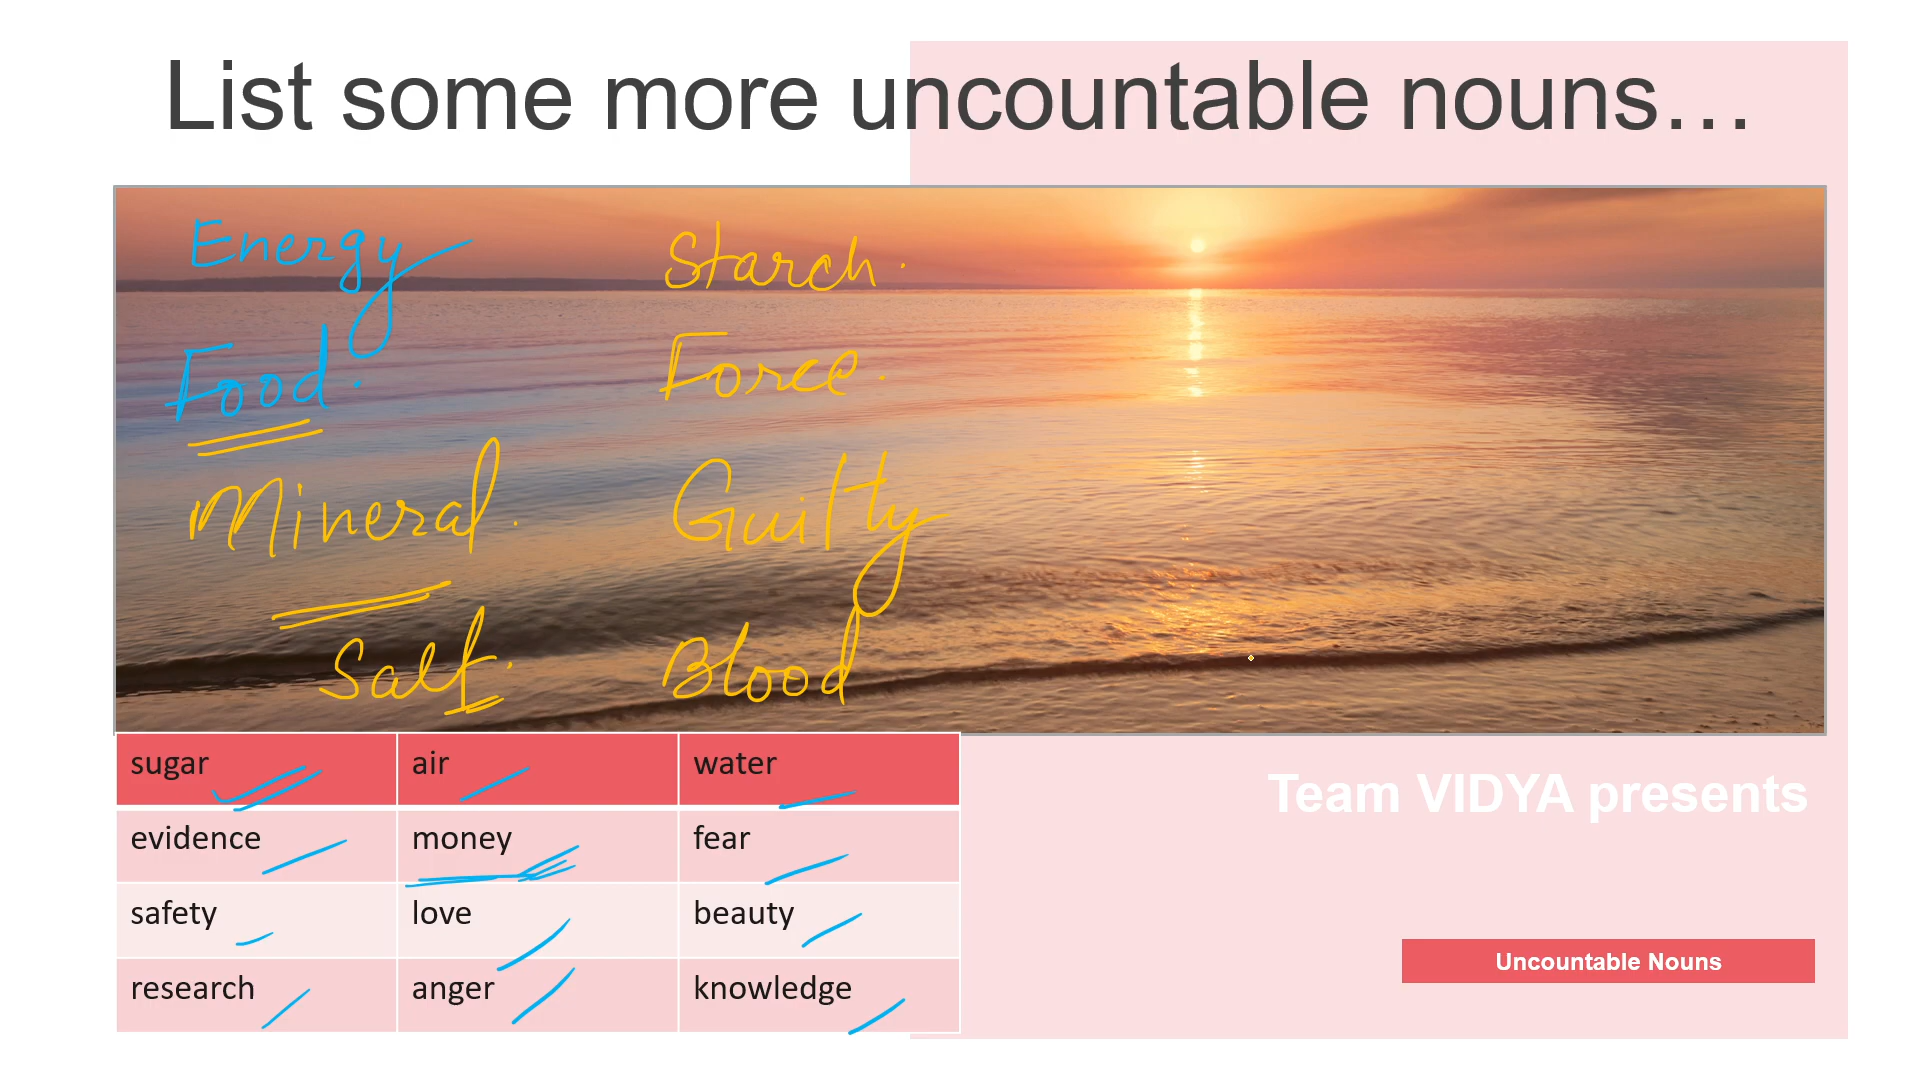 List some more uncountable nouns…
Energy
Starch.
Food.
Force.
Mineral.
Guilty
Salt.
Blood
sugar air water
evidence money fear
safety love beauty
research anger knowledge
Team VIDYA presents
Uncountable Nouns